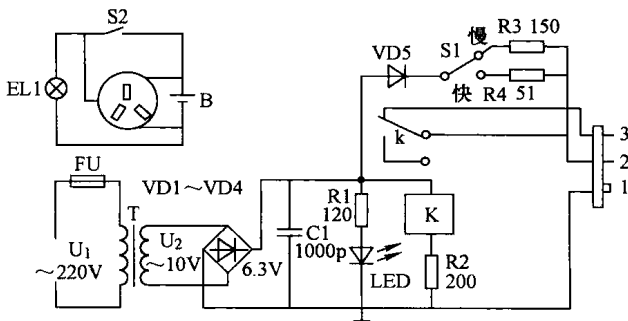 S2
EL1
B
VD5
S1
慢
R3 150
快
R4 51
k
3
2
1
FU
VD1～VD4
T
U₁
～220V
U₂
～10V
6.3V
C1
1000p
R1
120
LED
K
R2
200